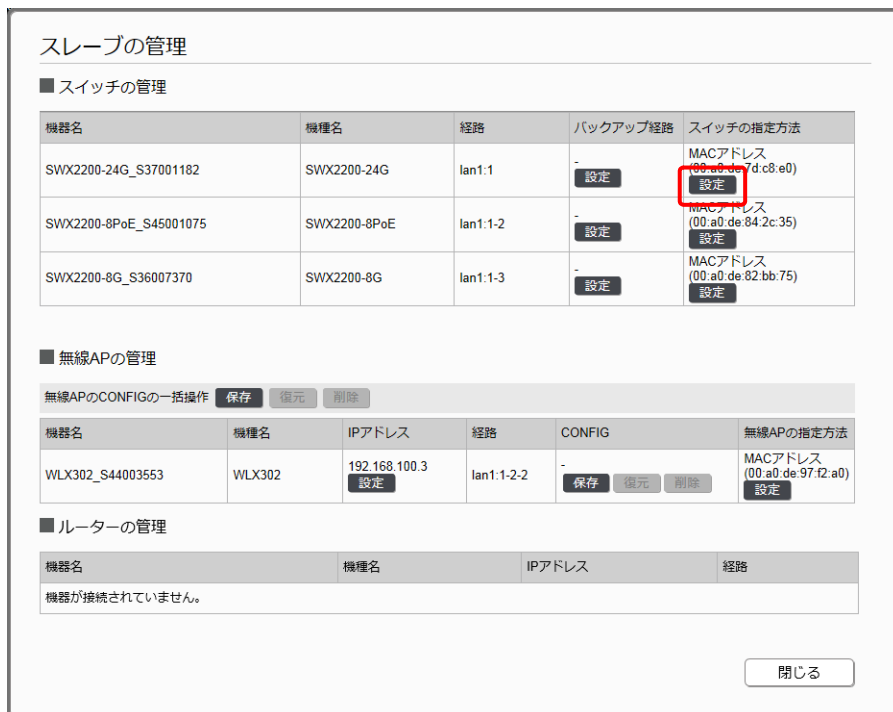 スレーブの管理
スイッチの管理
機器名 機種名 経路 バックアップ経路 スイッチの指定方法
SWX2200-24G_S37001182 SWX2200-24G lan1:1 - 設定 MACアドレス
(00:a0:de:7d:c8:e0)
設定
SWX2200-8PoE_S45001075 SWX2200-8PoE lan1:1-2 - 設定 MACアドレス
(00:a0:de:84:2c:35)
設定
SWX2200-8G_S36007370 SWX2200-8G lan1:1-3 - 設定 MACアドレス
(00:a0:de:82:bb:75)
設定
無線APの管理
無線APのCONFIGの一括操作 保存 復元 削除
機器名 機種名 IPアドレス 経路 CONFIG 無線APの指定方法
WLX302_S44003553 WLX302 192.168.100.3 設定 lan1:1-2-2 - 保存 復元 削除 MACアドレス
(00:a0:de:97:f2:a0)
設定
ルーターの管理
機器名 機種名 IPアドレス 経路
機器が接続されていません。
閉じる